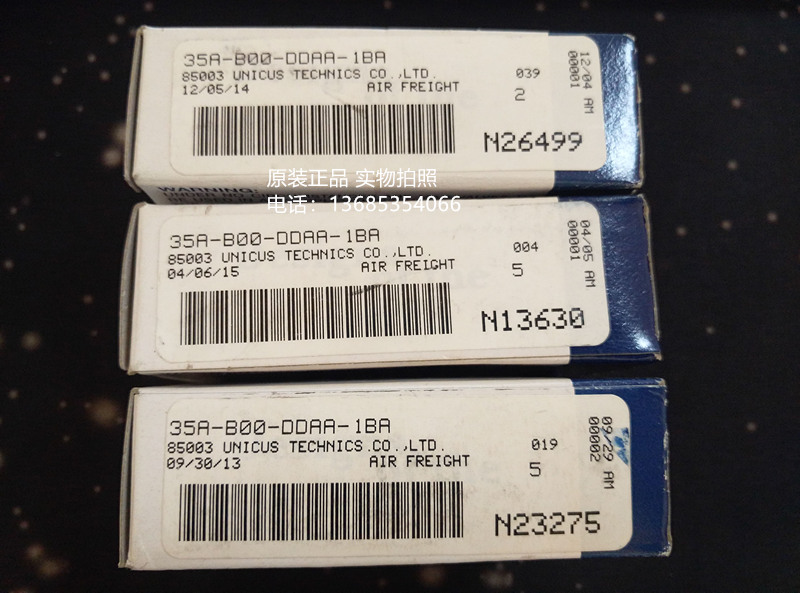 35A-B00-DDAA-1BA
85003 UNICUS TECHNICS CO.,LTD.
12/05/14 AIR FREIGHT
039
2
N26499
12/04 AM
00001
WARNING:
原装正品 实物拍照
电话：13685354066
35A-B00-DDAA-1BA
85003 UNICUS TECHNICS CO.,LTD.
04/06/15 AIR FREIGHT
004
5
N13630
04/05 AM
00001
35A-B00-DDAA-1BA
85003 UNICUS TECHNICS CO.,LTD.
09/30/13 AIR FREIGHT
019
5
N23275
09/29 AM
00002